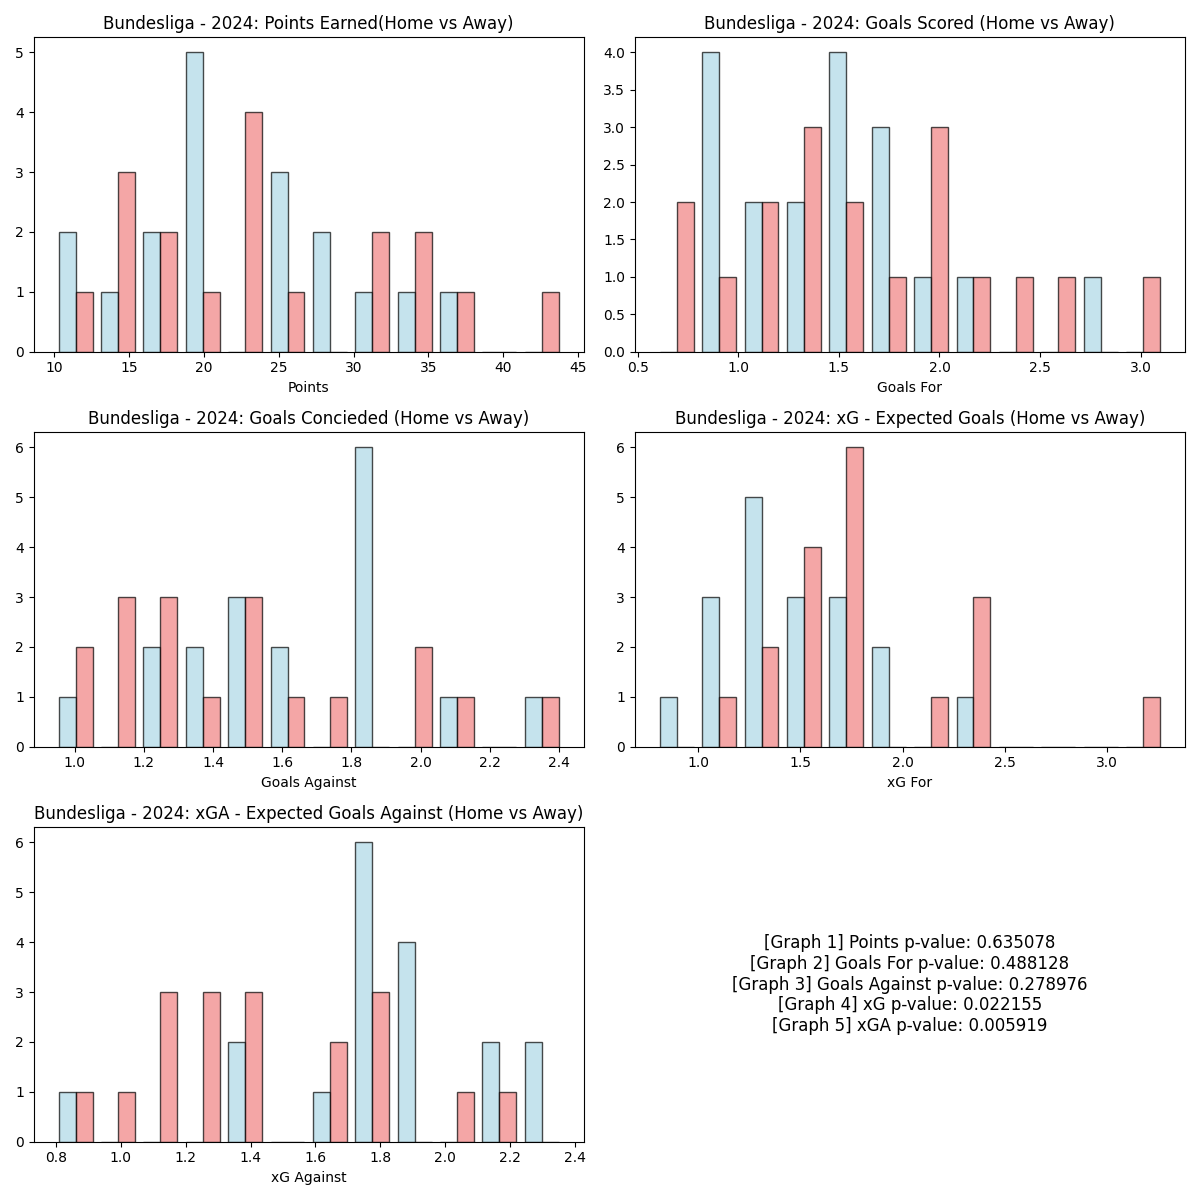 Bundesliga - 2024: Points Earned(Home vs Away)
5
4
3
2
1
0
10 15 20 25 30 35 40 45
Points
Bundesliga - 2024: Goals Scored (Home vs Away)
4.0
3.5
3.0
2.5
2.0
1.5
1.0
0.5
0.0
0.5 1.0 1.5 2.0 2.5 3.0
Goals For
Bundesliga - 2024: Goals Concieded (Home vs Away)
6
5
4
3
2
1
0
1.0 1.2 1.4 1.6 1.8 2.0 2.2 2.4
Goals Against
Bundesliga - 2024: xG - Expected Goals (Home vs Away)
6
5
4
3
2
1
0
1.0 1.5 2.0 2.5 3.0
xG For
Bundesliga - 2024: xGA - Expected Goals Against (Home vs Away)
6
5
4
3
2
1
0
0.8 1.0 1.2 1.4 1.6 1.8 2.0 2.2 2.4
xG Against
[Graph 1] Points p-value: 0.635078
[Graph 2] Goals For p-value: 0.488128
[Graph 3] Goals Against p-value: 0.278976
[Graph 4] xG p-value: 0.022155
[Graph 5] xGA p-value: 0.005919